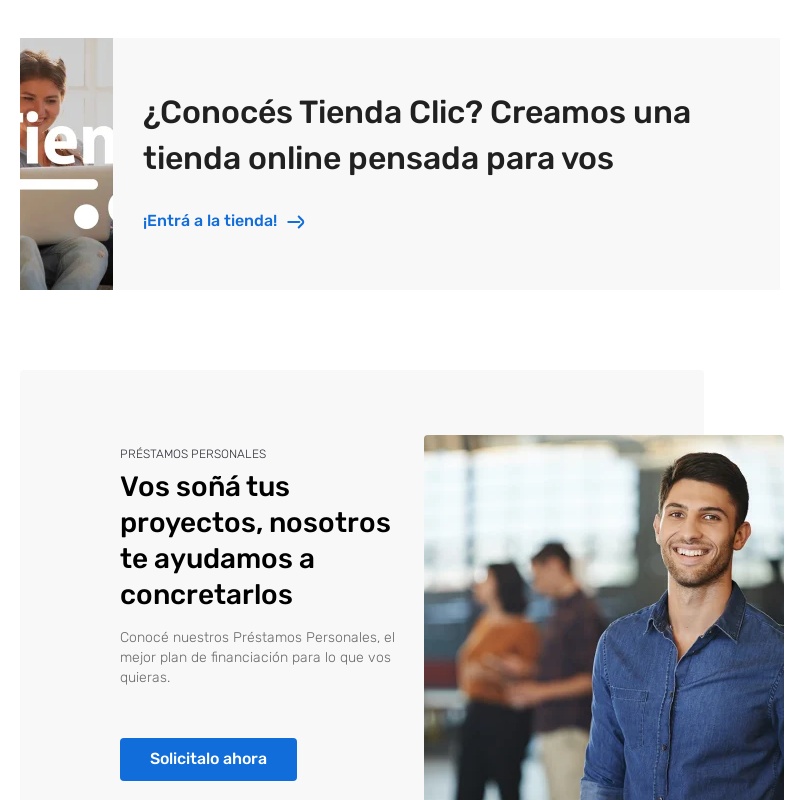 ¿Conocés Tienda Clic? Creamos una
tienda online pensada para vos
¡Entrá a la tienda!
PRÉSTAMOS PERSONALES
Vos soñá tus
proyectos, nosotros
te ayudamos a
concretarlos
Conocé nuestros Préstamos Personales, el
mejor plan de financiación para lo que vos
quieras.
Solicitalo ahora